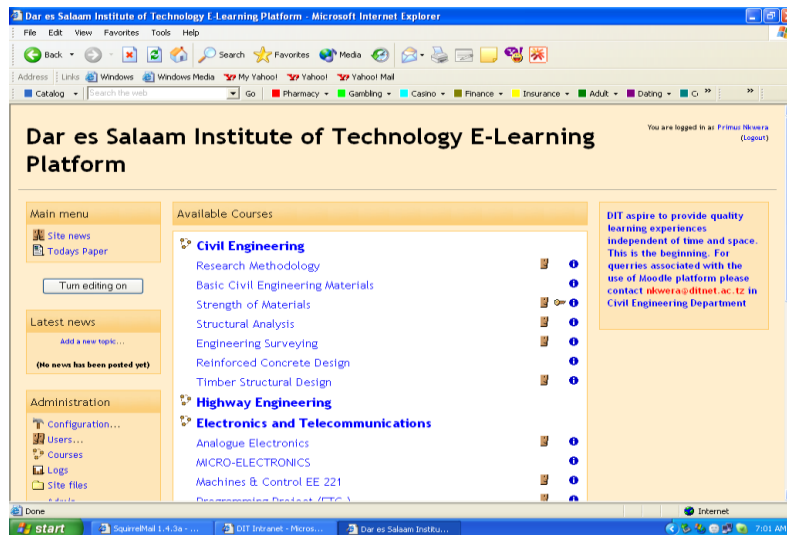 Dar es Salaam Institute of Technology E-Learning Platform - Microsoft Internet Explorer
File Edit View Favorites Tools Help
Back Search Favorites Media
Address Links Windows Windows Media My Yahoo! Yahoo! Yahoo! Mail
Catalog Search the web Go Pharmacy Gambling Casino Finance Insurance Adult Dating
Dar es Salaam Institute of Technology E-Learning
Platform
You are logged in as Primus Nkwera
(Logout)
Main menu
Site news
Todays Paper
Turn editing on
Latest news
Add a new topic...
(No news has been posted yet)
Administration
Configuration...
Users...
Courses
Logs
Site files
Available Courses
Civil Engineering
Research Methodology
Basic Civil Engineering Materials
Strength of Materials
Structural Analysis
Engineering Surveying
Reinforced Concrete Design
Timber Structural Design
Highway Engineering
Electronics and Telecommunications
Analogue Electronics
MICRO-ELECTRONICS
Machines & Control EE 221
DIT aspire to provide quality
learning experiences
independent of time and space.
This is the beginning. For
querries associated with the
use of Moodle platform please
contact nkwera@ditnet.ac.tz in
Civil Engineering Department
Done Internet
start SquirrelMail 1.4.3a - ... DIT Intranet - Micros... Dar es Salaam Institu... 7:01 AM